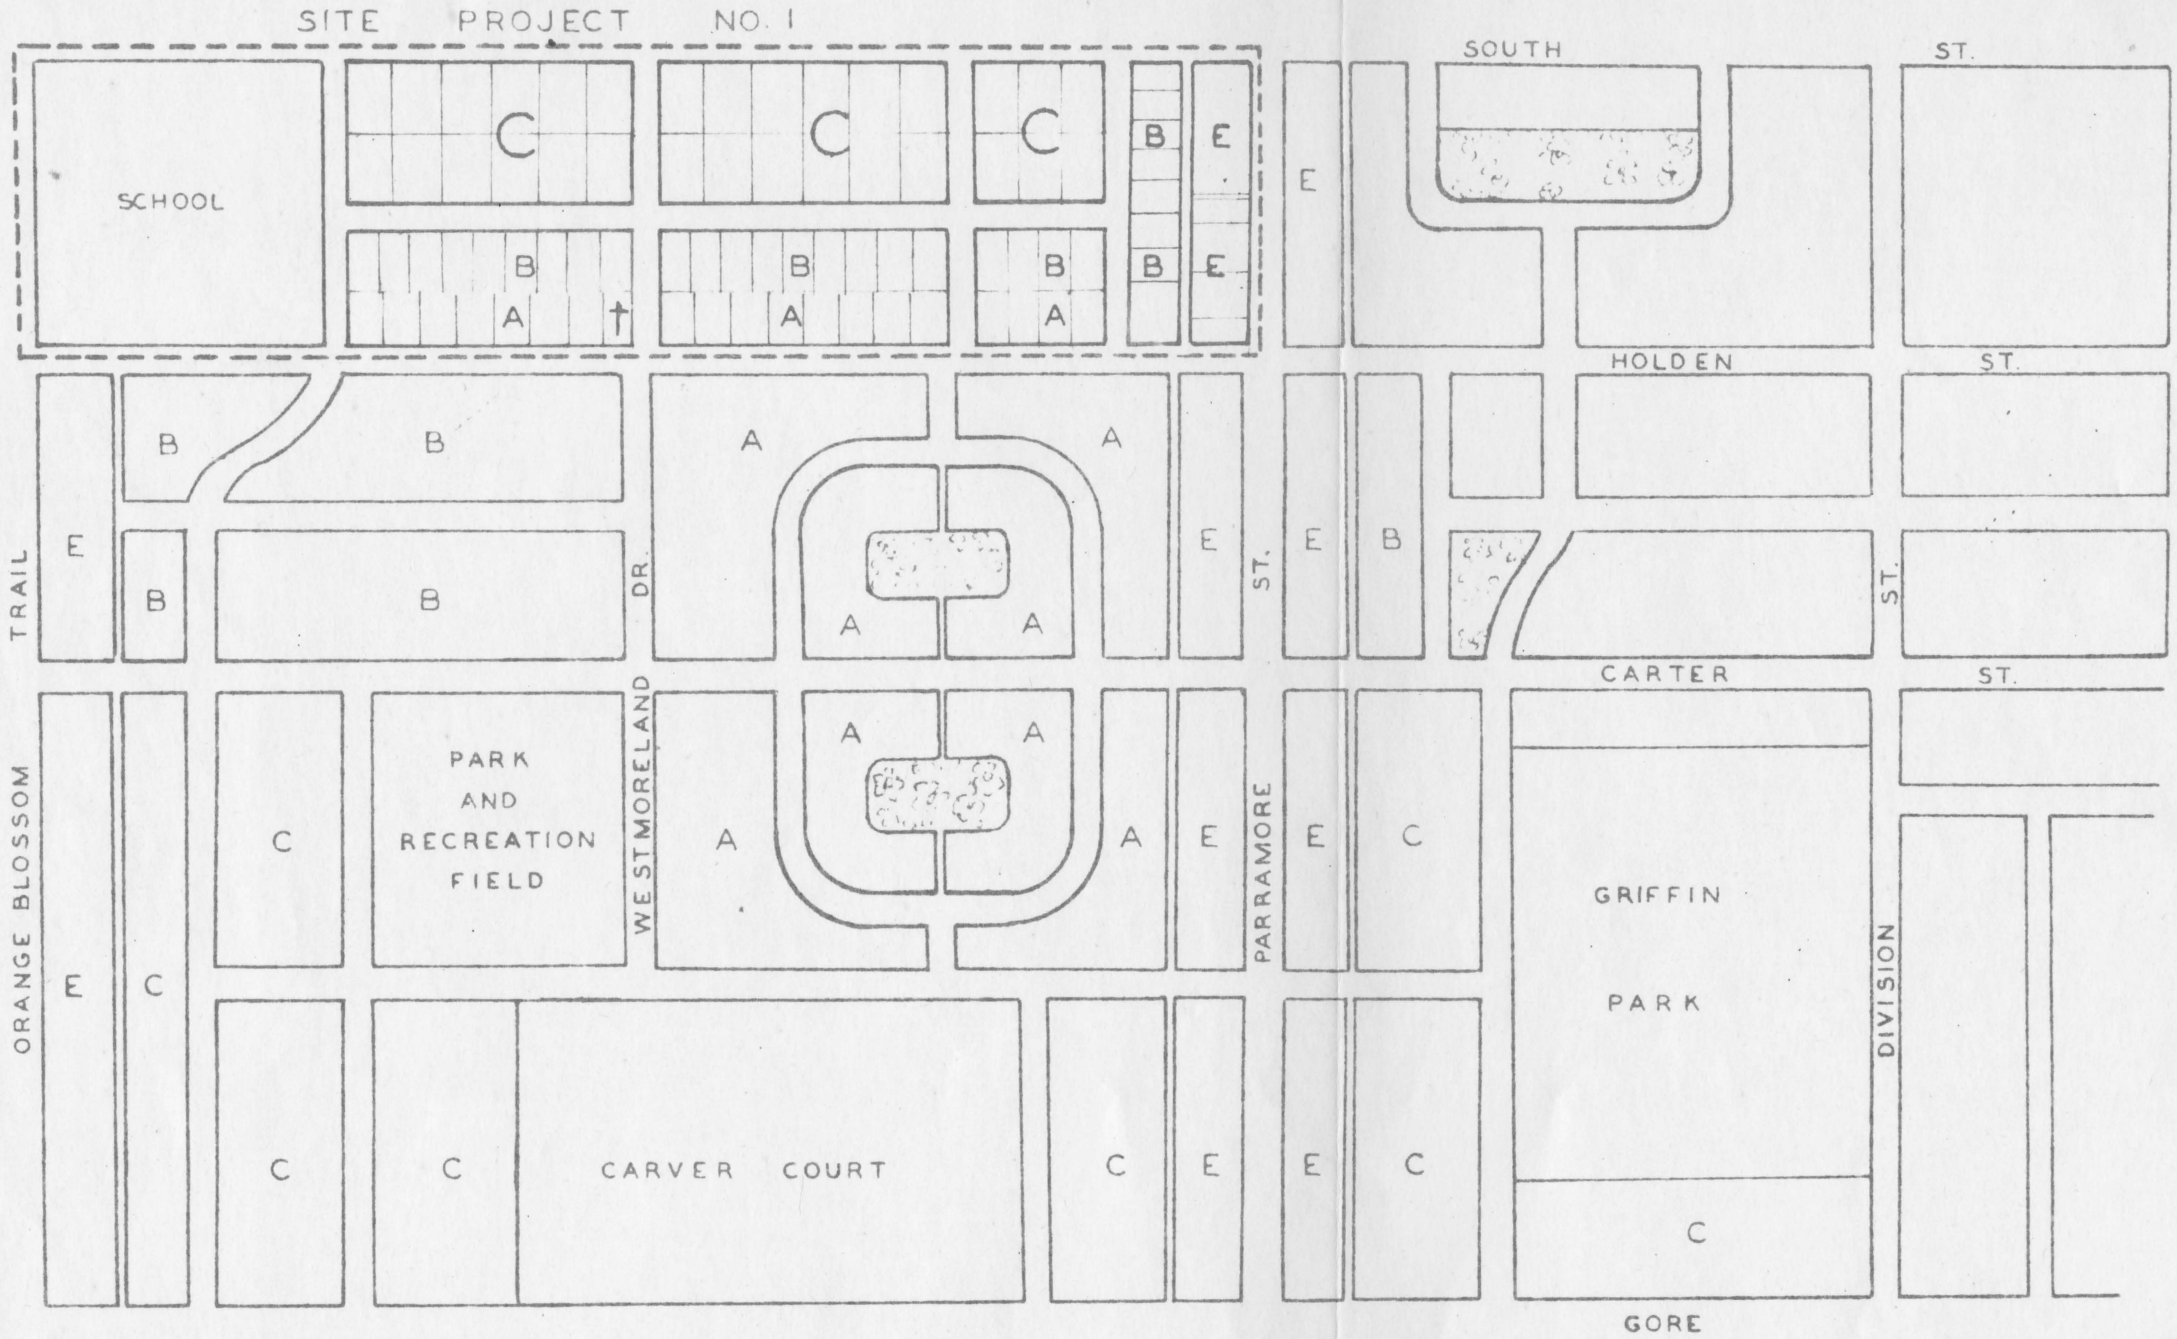 SITE PROJECT NO. 1
SOUTH ST.
SCHOOL
C
C
C
B
E
E
B
B
B
B
E
A
†
A
A
HOLDEN ST.
B
B
A
A
E
E
E
B
B
B
A
A
TRAIL
DR.
ST.
ST.
CARTER ST.
A
A
PARK
AND
RECREATION
FIELD
C
A
A
E
E
C
ORANGE BLOSSOM
WESTMORELAND
PARRAMORE
DIVISION
GRIFFIN
PARK
E
C
C
C
CARVER COURT
C
E
E
C
C
GORE